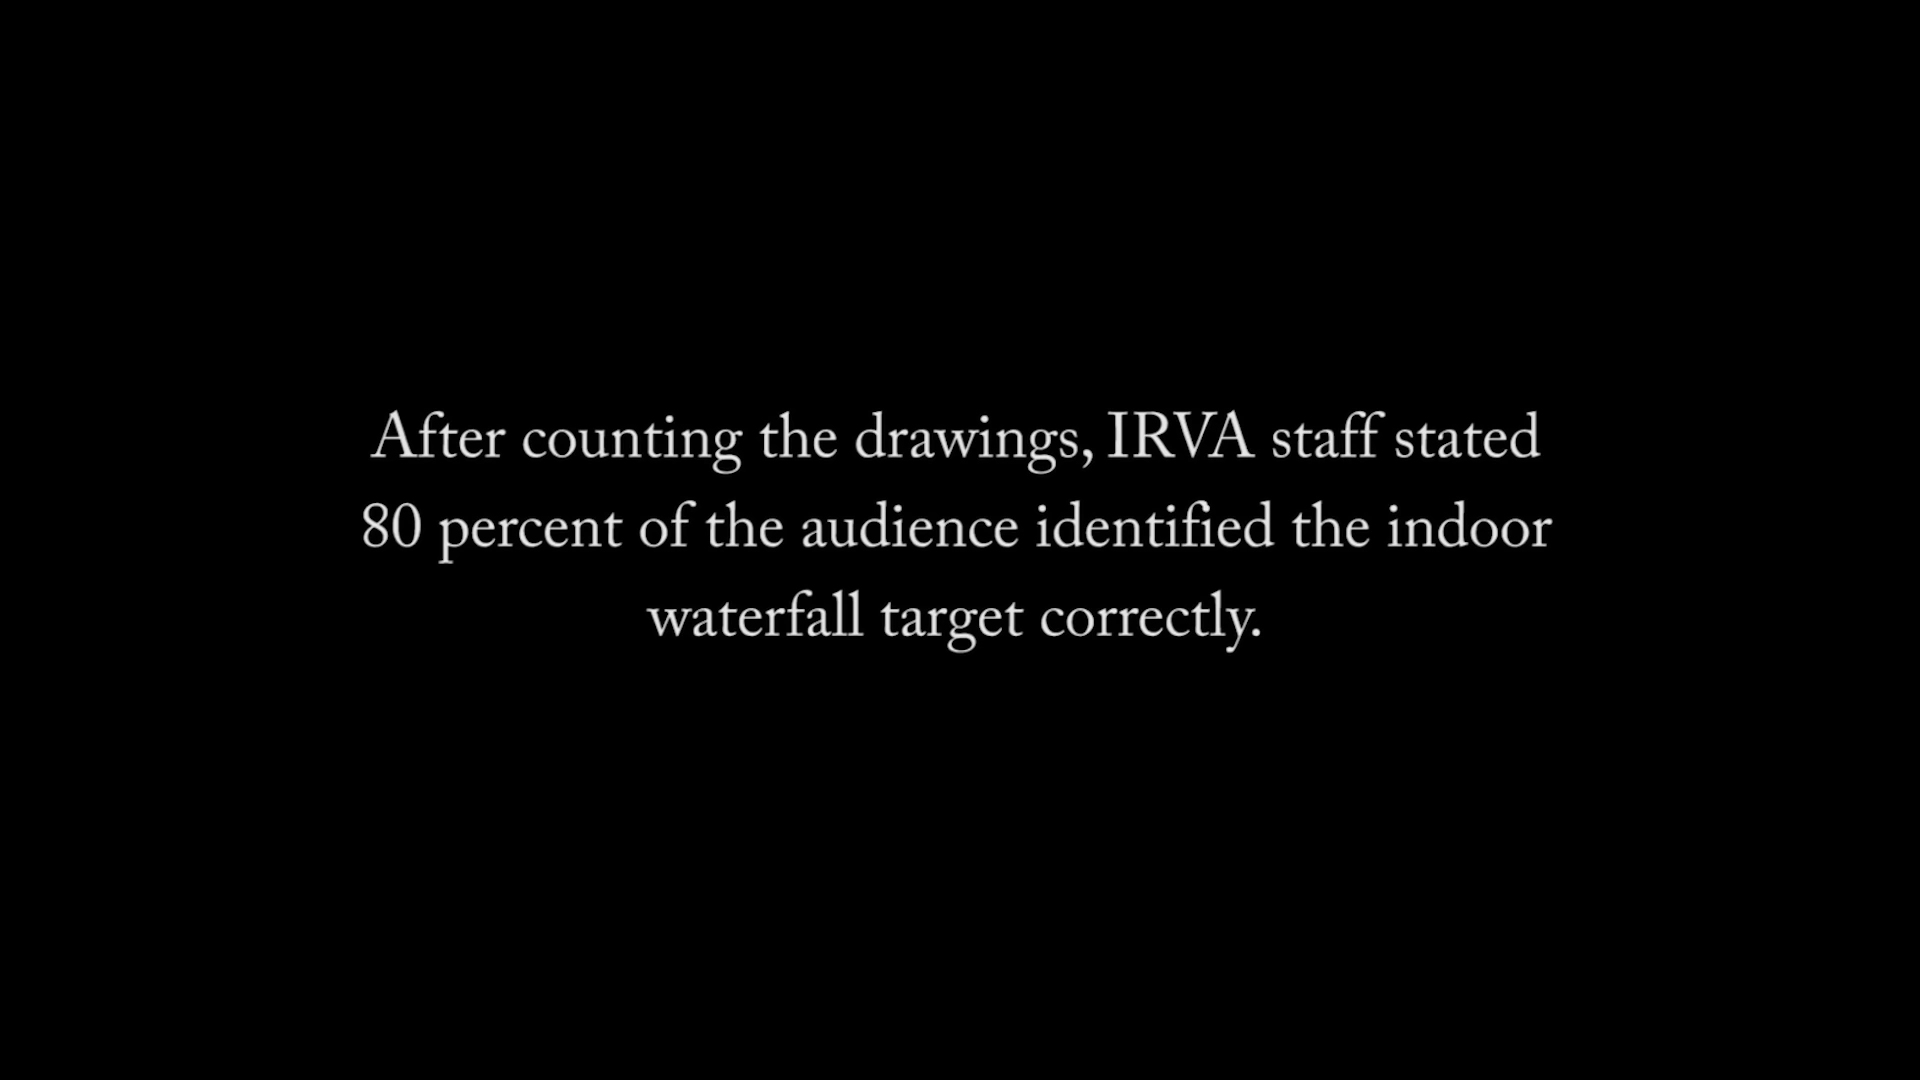 After counting the drawings, IRVA staff stated
80 percent of the audience identified the indoor
waterfall target correctly.